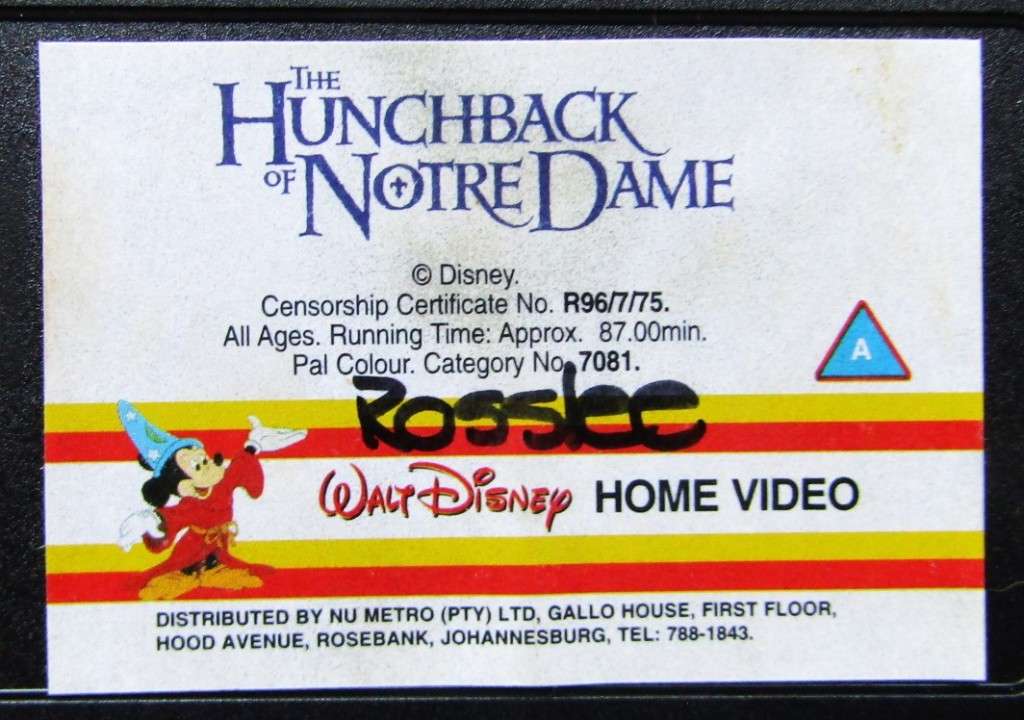 THE
HUNCHBACK
OF NOTRE DAME
© Disney.
Censorship Certificate No. R96/7/75.
All Ages. Running Time: Approx. 87.00min.
Pal Colour. Category No. 7081.
A
Rosslee
WALT DISNEY HOME VIDEO
DISTRIBUTED BY NU METRO (PTY) LTD, GALLO HOUSE, FIRST FLOOR,
HOOD AVENUE, ROSEBANK, JOHANNESBURG, TEL: 788-1843.